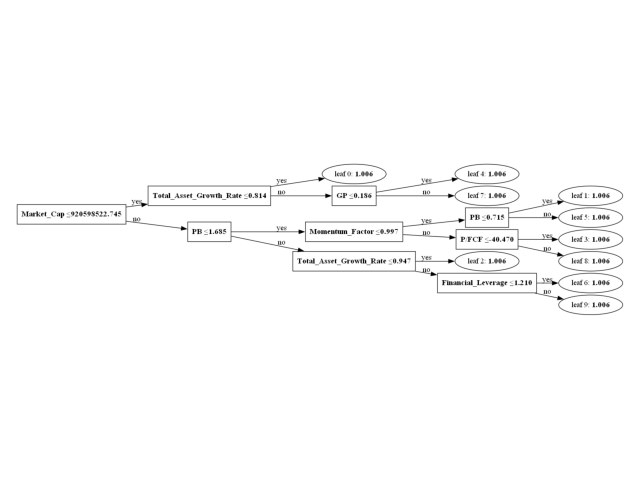 leaf 0: 1.006
leaf 4: 1.006
yes
yes
Total_Asset_Growth_Rate ≤0.814
no
GP ≤0.186
no
leaf 7: 1.006
leaf 1: 1.006
yes
Market_Cap ≤920598522.745
yes
no
PB ≤1.685
yes
no
Momentum_Factor ≤0.997
yes
no
PB ≤0.715
yes
no
leaf 5: 1.006
P/FCF ≤-40.470
yes
no
leaf 3: 1.006
leaf 8: 1.006
Total_Asset_Growth_Rate ≤0.947
yes
no
leaf 2: 1.006
Financial_Leverage ≤1.210
yes
no
leaf 6: 1.006
leaf 9: 1.006